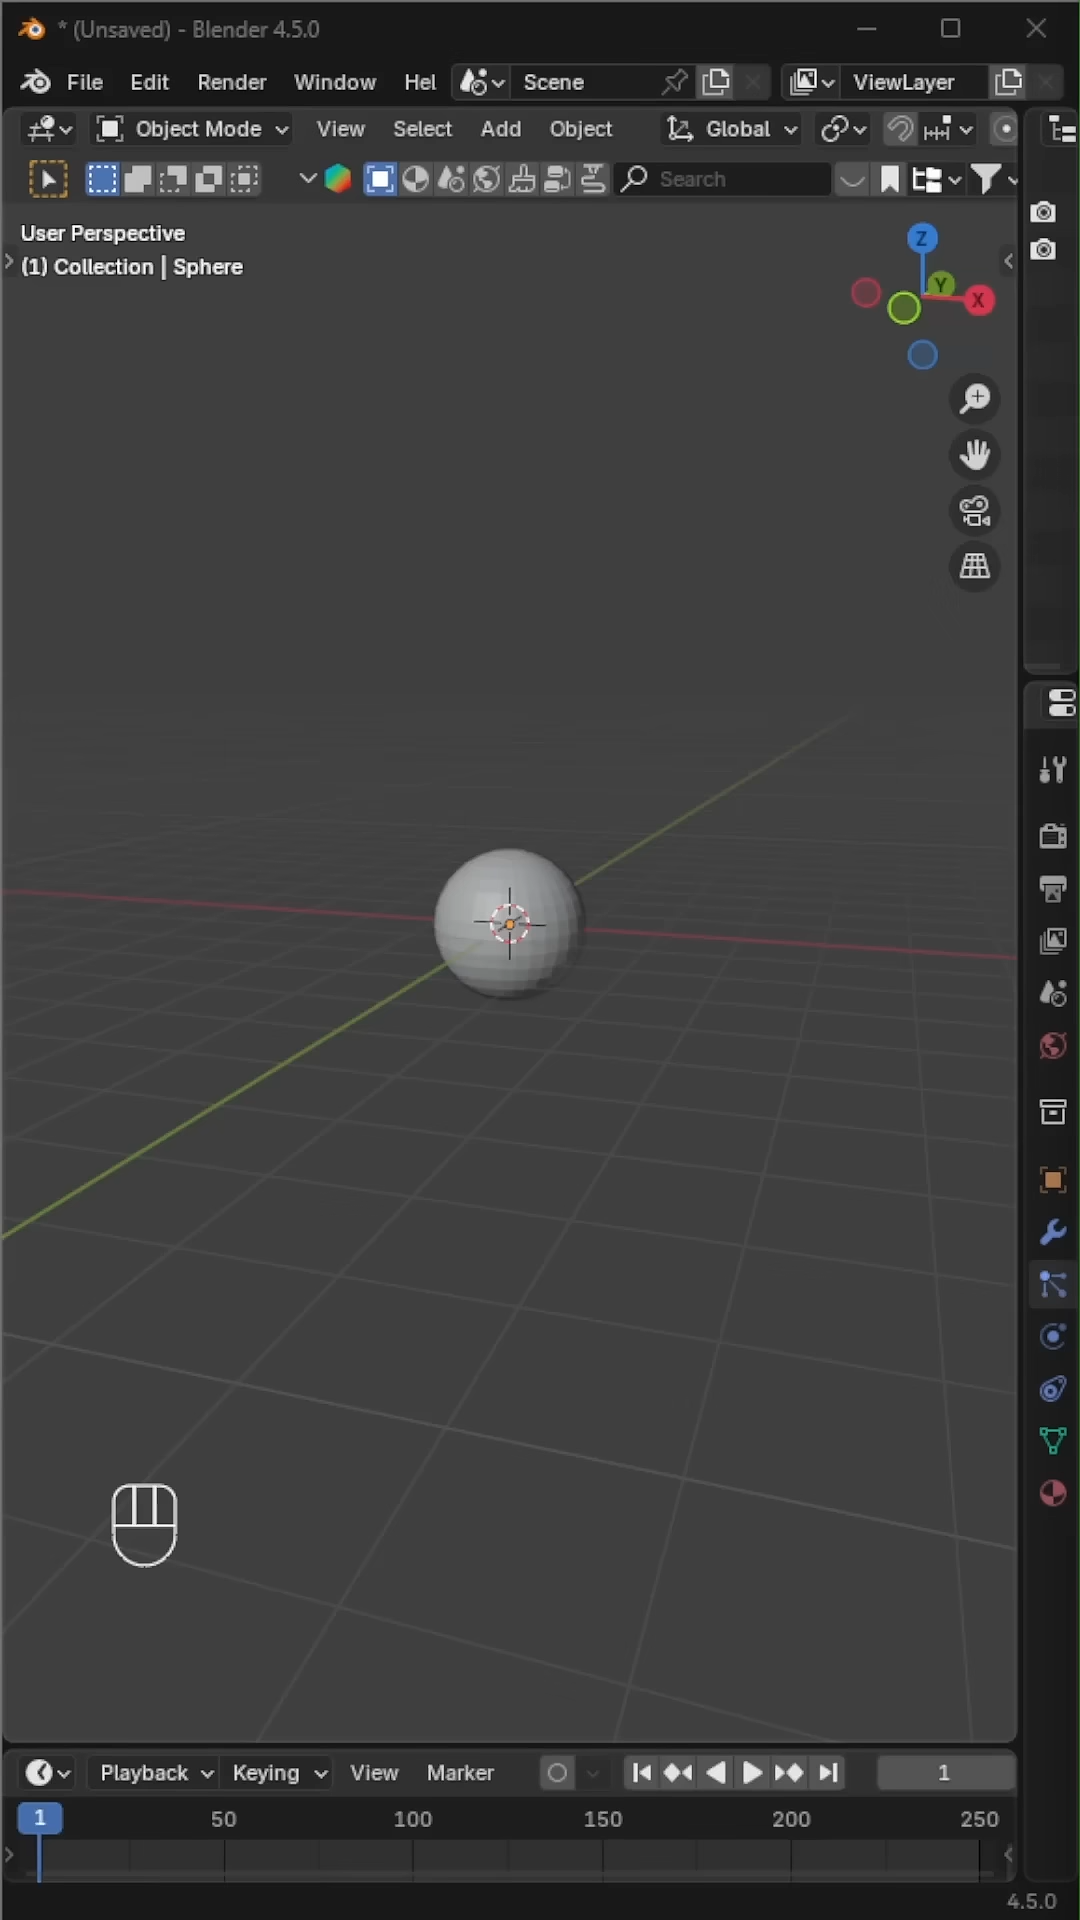 * (Unsaved) - Blender 4.5.0
File Edit Render Window Hel Scene ViewLayer
Object Mode View Select Add Object Global
Search
User Perspective
(1) Collection | Sphere
Z
Y
X
Playback Keying View Marker 1
1 50 100 150 200 250
4.5.0